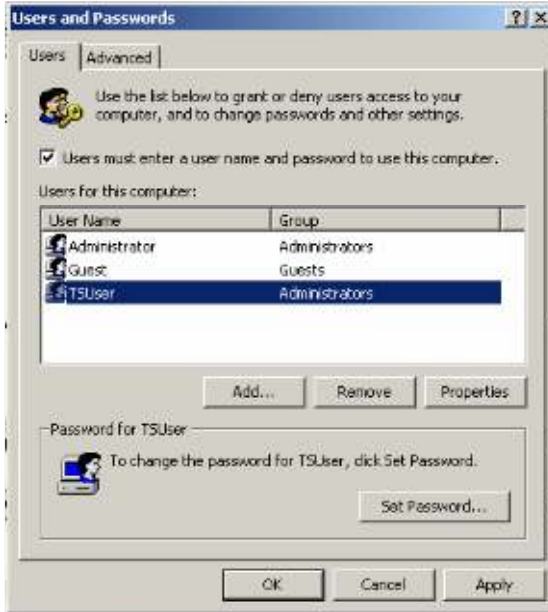 Users and Passwords
Users
Advanced
Use the list below to grant or deny users access to your
computer, and to change passwords and other settings.
Users must enter a user name and password to use this computer.
Users for this computer:
User Name Group
Administrator Administrators
Guest Guests
TSUser Administrators
Add... Remove Properties
Password for TSUser
To change the password for TSUser, click Set Password.
Set Password...
OK Cancel Apply